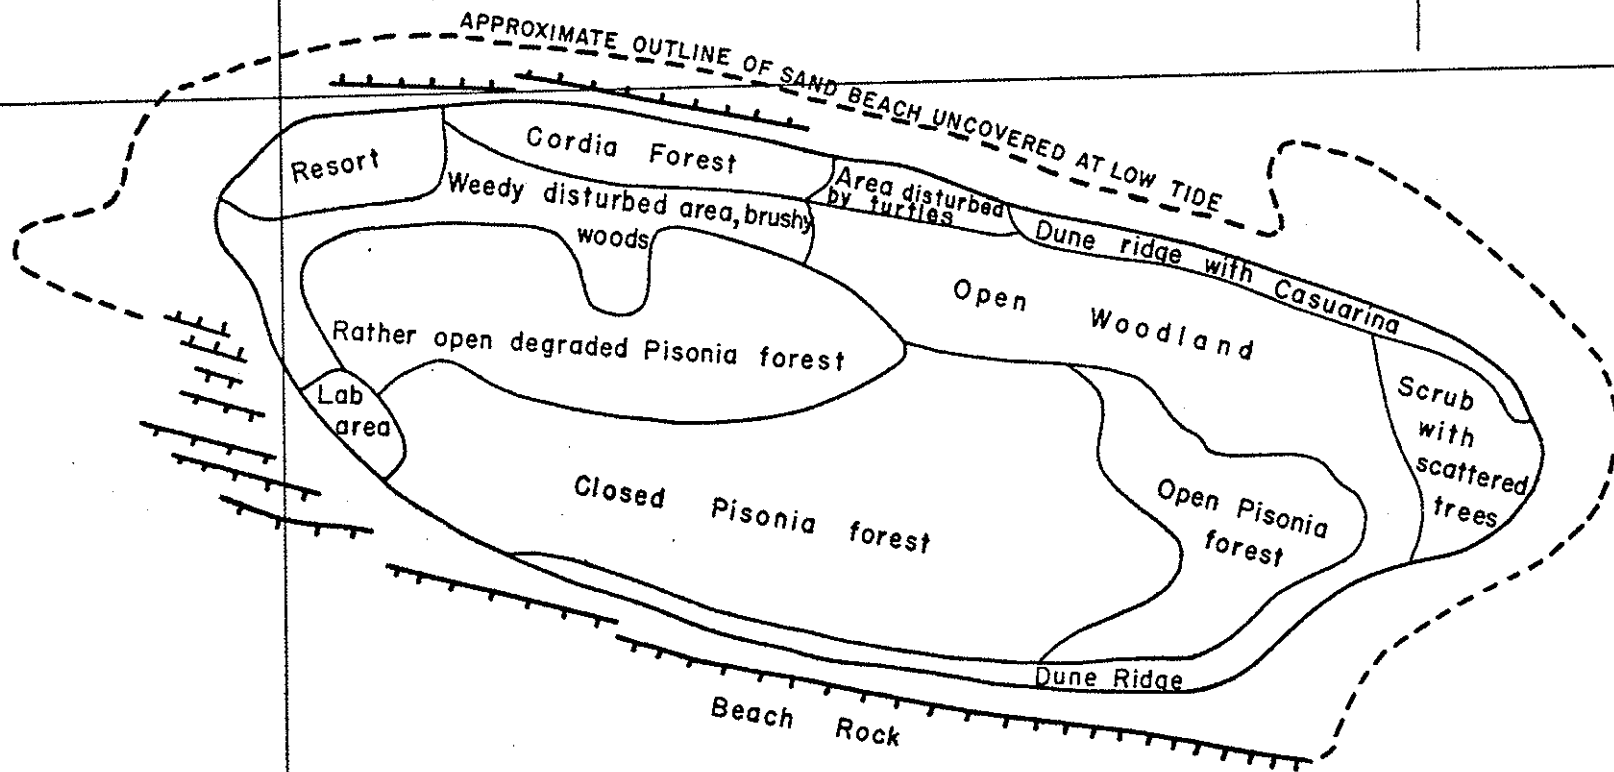 APPROXIMATE OUTLINE OF SAND BEACH UNCOVERED AT LOW TIDE
Resort
Cordia Forest
Weedy disturbed area, brushy
woods
Area disturbed
by turtles
Dune ridge with Casuarina
Open Woodland
Rather open degraded Pisonia forest
Lab
area
Scrub
with
scattered
trees
Closed Pisonia forest
Open Pisonia
forest
Dune Ridge
Beach Rock